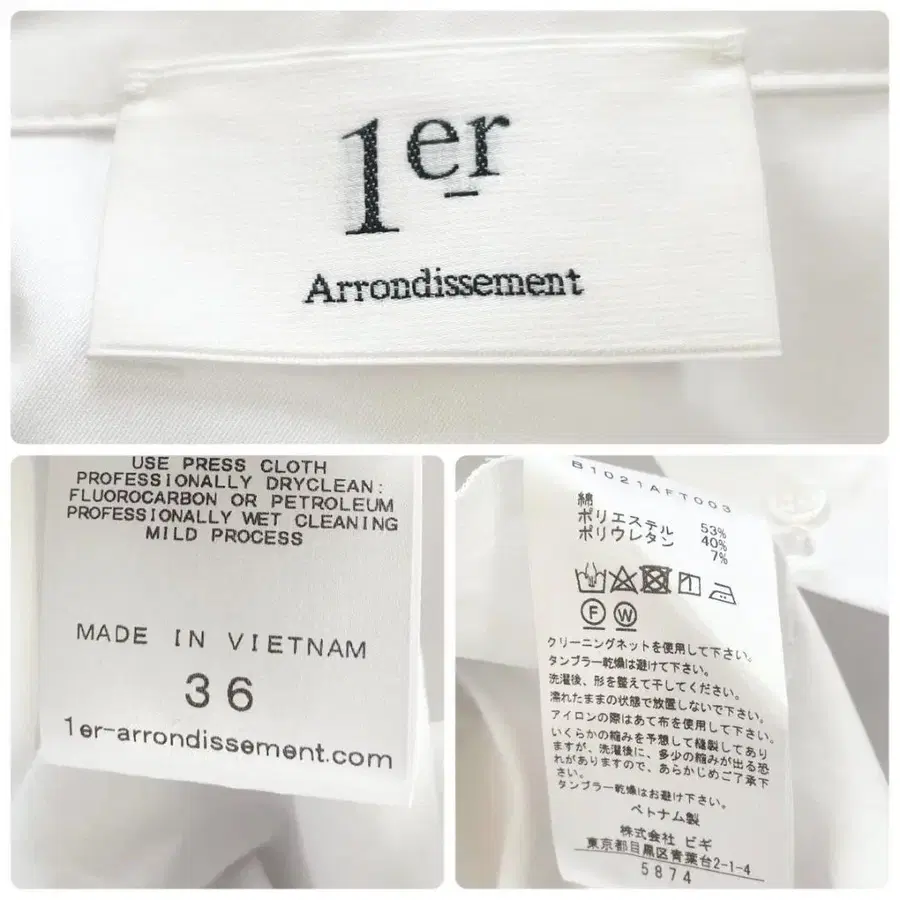 1er
Arrondissement
USE PRESS CLOTH
PROFESSIONALLY DRYCLEAN:
FLUOROCARBON OR PETROLEUM
PROFESSIONALLY WET CLEANING
MILD PROCESS
MADE IN VIETNAM
36
1er-arrondissement.com
B1021AFT003
綿 53%
ポリエステル 40%
ポリウレタン 7%
F W
クリーニングネットを使用して下さい。
タンブラー乾燥は避けて下さい。
洗濯後、形を整えて干してください。
濡れたままの状態で放置しないで下さい。
アイロンの際はあて布を使用して下さい。
いくらかの縮みを予想して縫製してあり
ますが、洗濯後に、多少の縮みが出る恐
れがありますので、あらかじめご了承下
さい。
タンブラー乾燥はお避け下さい。
ベトナム製
株式会社 ビギ
東京都目黒区青葉台2-1-4
5874